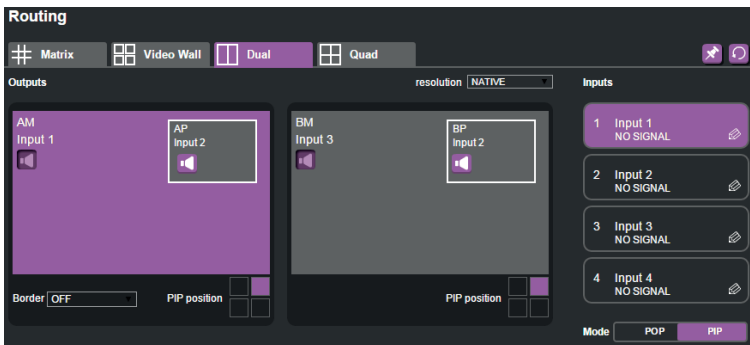 Routing
Matrix
Video Wall
Dual
Quad
Outputs
resolution NATIVE
Inputs
AM
Input 1
AP
Input 2
BM
Input 3
BP
Input 2
1 Input 1
NO SIGNAL
2 Input 2
NO SIGNAL
3 Input 3
NO SIGNAL
4 Input 4
NO SIGNAL
Border OFF
PIP position
PIP position
Mode POP PIP